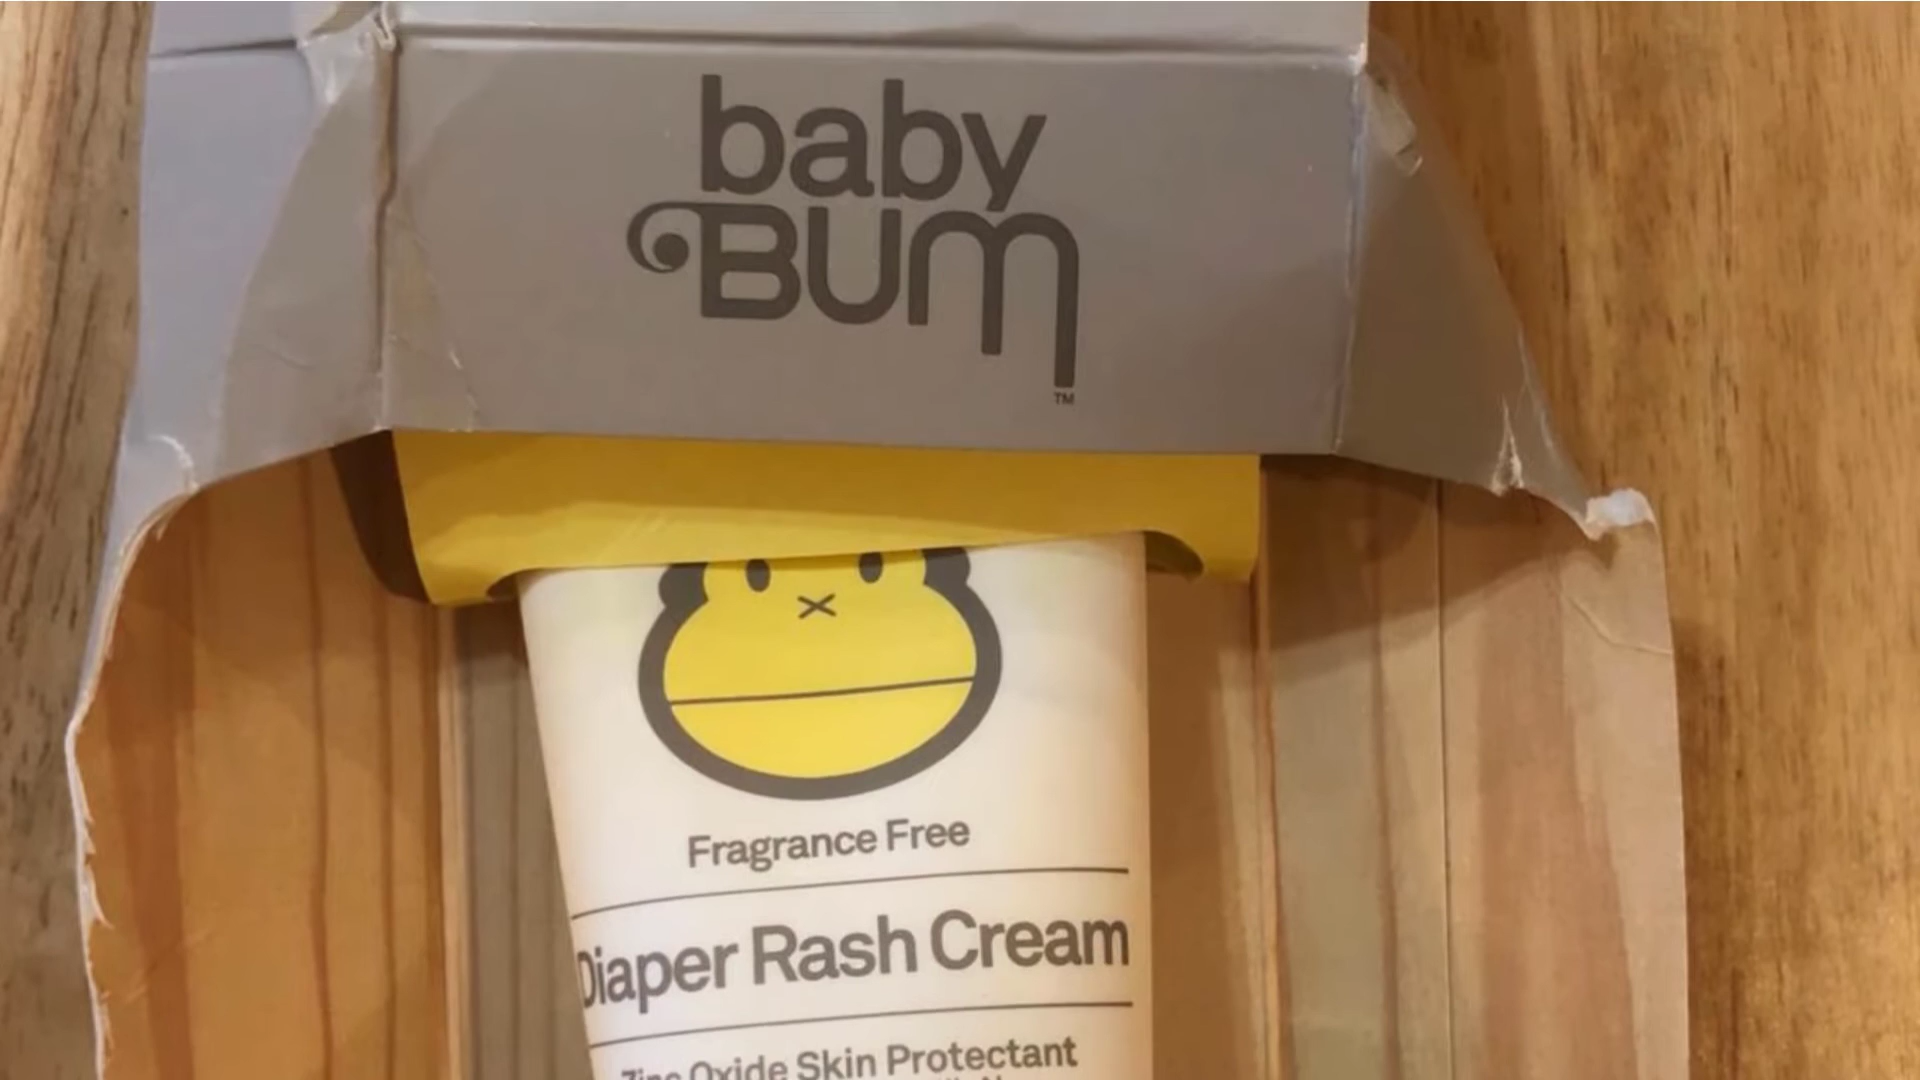 baby
BUM
TM
Fragrance Free
Diaper Rash Cream
Zinc Oxide Skin Protectant